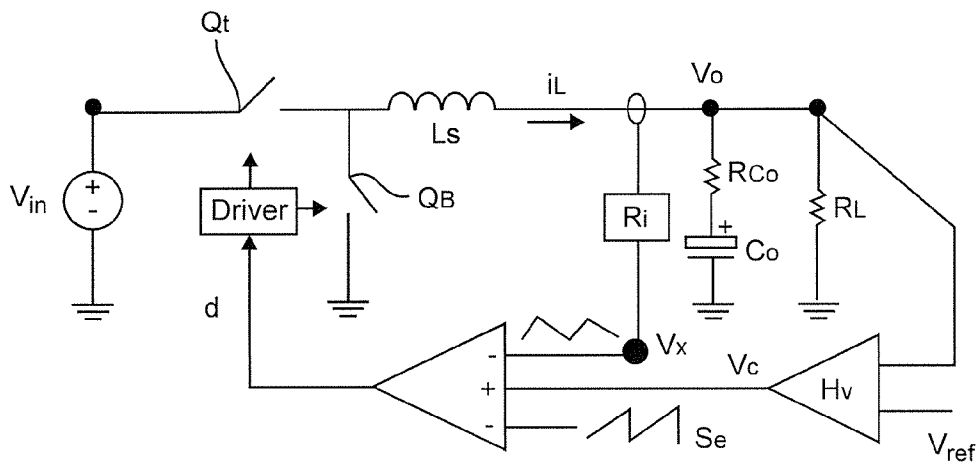 Qt
iL
Vo
Ls
Vin
+
-
Driver
QB
Ri
RCo
+
Co
RL
d
Vx
Vc
-
+
-
Hv
Se
Vref